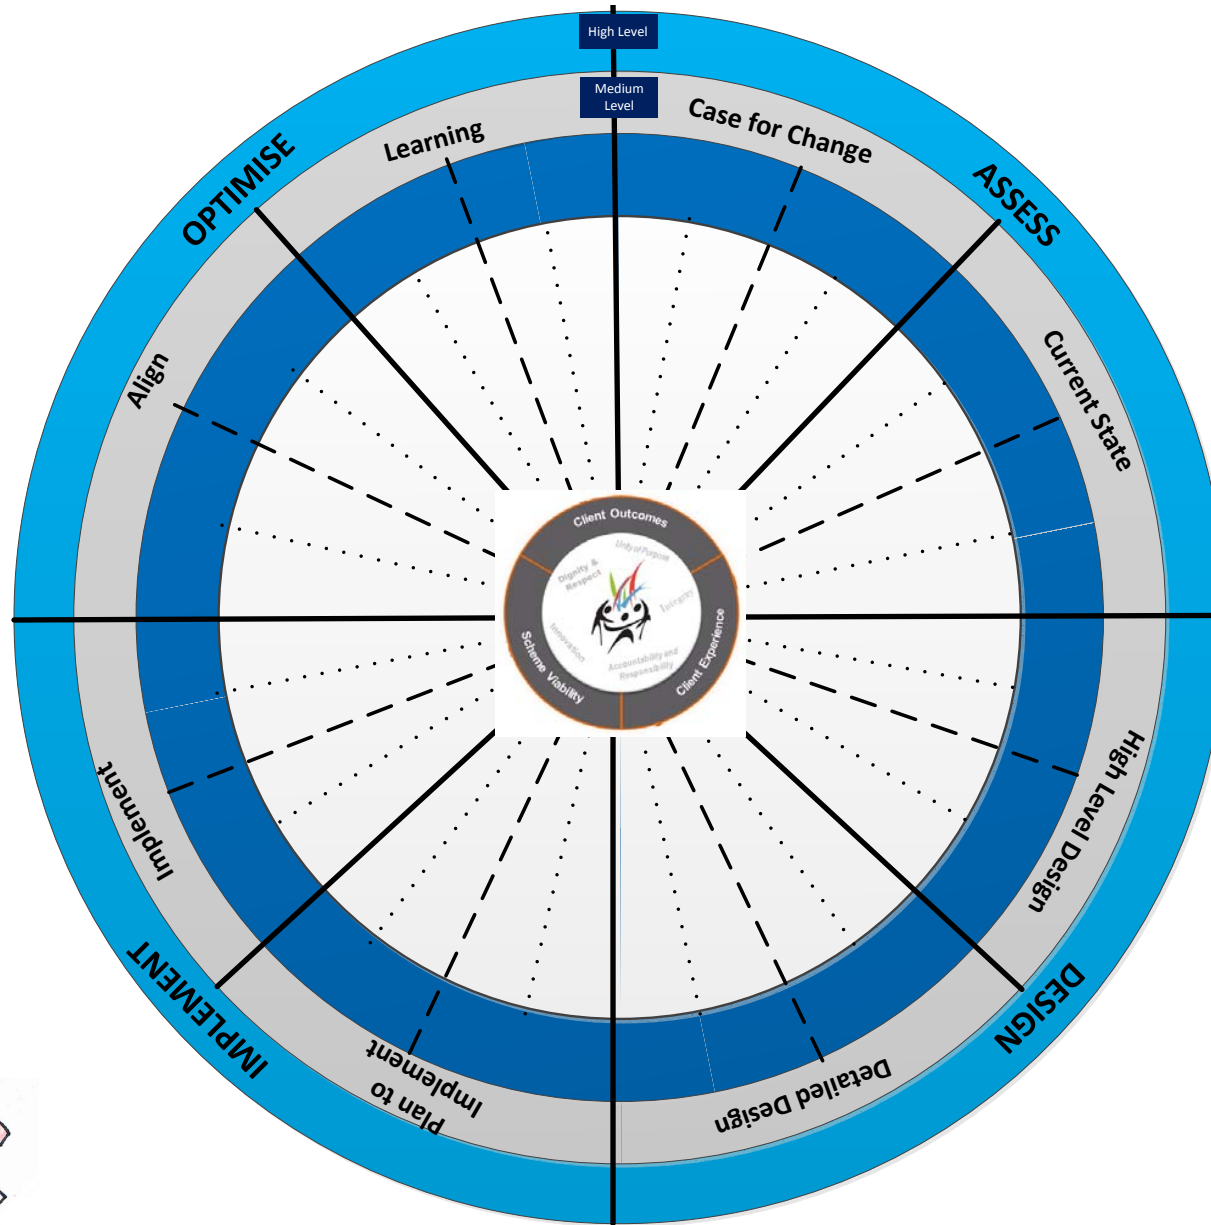 High Level
Medium
Level
OPTIMISE
Learning
Case for Change
ASSESS
Align
Current State
Client Outcomes
Unity of Purpose
Dignity &
Respect
Integrity
Innovation
Accountability and
Responsibility
Scheme Viability
Client Experience
Implement
High Level Design
IMPLEMENT
Plan to
Implement
Detailed Design
DESIGN